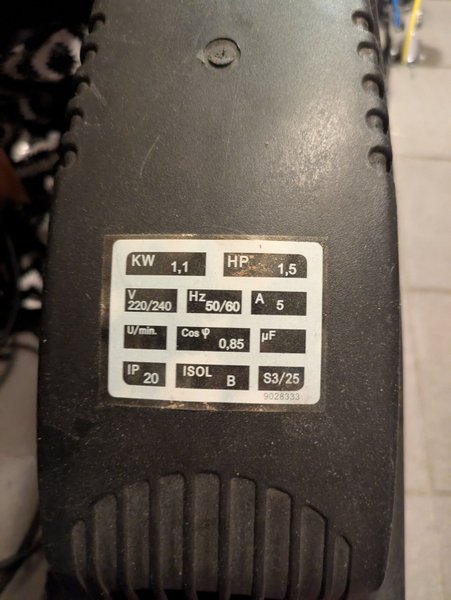 KW 1,1 HP 1,5
V 220/240 Hz 50/60 A 5
U/min. Cos φ 0,85 µF
IP 20 ISOL B S3/25
9028333